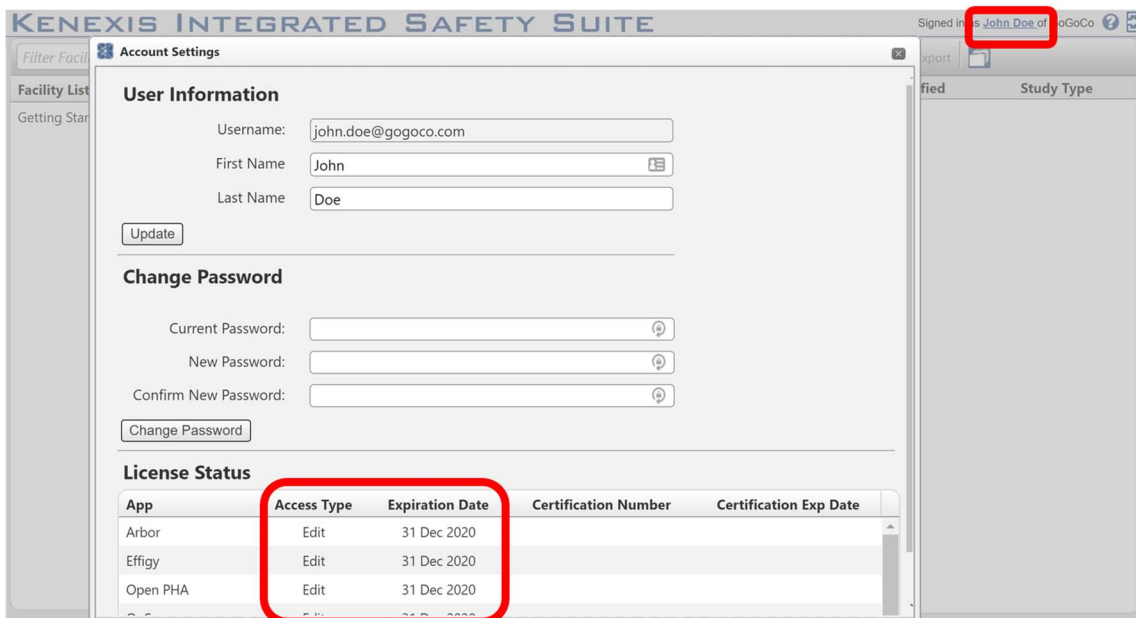 KENEXIS INTEGRATED SAFETY SUITE
Signed in as John Doe of GoGoCo
Filter Facil
xport
Facility List
fied
Study Type
Getting Star
Account Settings
User Information
Username:
john.doe@gogoco.com
First Name
John
Last Name
Doe
Update
Change Password
Current Password:
New Password:
Confirm New Password:
Change Password
License Status
App Access Type Expiration Date Certification Number Certification Exp Date
Arbor Edit 31 Dec 2020
Effigy Edit 31 Dec 2020
Open PHA Edit 31 Dec 2020